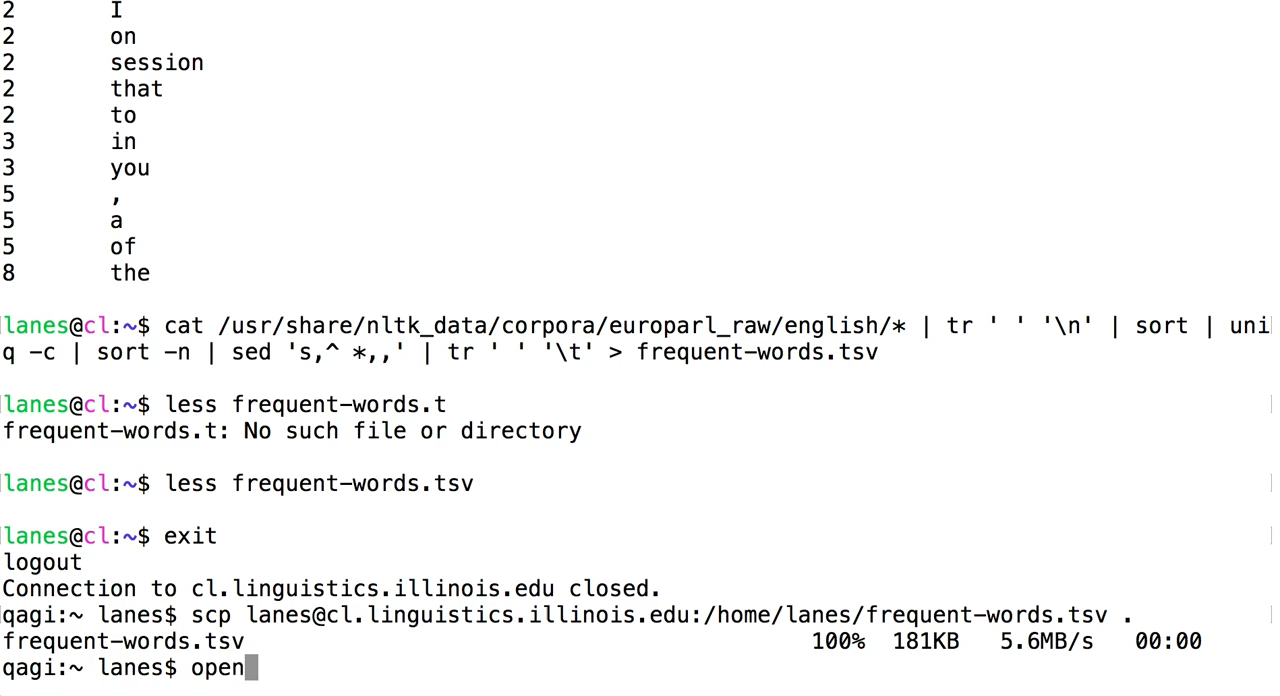 2       I
2       on
2       session
2       that
2       to
3       in
3       you
5       ,
5       a
5       of
8       the
lanes@cl:~$ cat /usr/share/nltk_data/corpora/europarl_raw/english/* | tr ' ' '\n' | sort | uni
q -c | sort -n | sed 's,^ *,,' | tr ' ' '\t' > frequent-words.tsv
lanes@cl:~$ less frequent-words.t
frequent-words.t: No such file or directory
lanes@cl:~$ less frequent-words.tsv
lanes@cl:~$ exit
logout
Connection to cl.linguistics.illinois.edu closed.
qagi:~ lanes$ scp lanes@cl.linguistics.illinois.edu:/home/lanes/frequent-words.tsv .
frequent-words.tsv                                           100%  181KB   5.6MB/s   00:00
qagi:~ lanes$ open